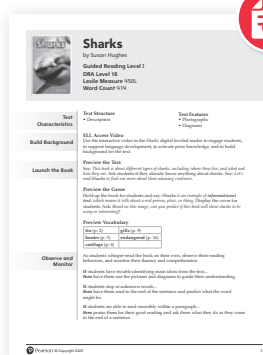 Sharks
Sharks
by Susan Hughes
Guided Reading Level I
DRA Level 16
Lexile Measure 450L
Word Count 474
Text
Characteristics
Text Structure
• Description
Text Features
• Photographs
• Diagrams
Build Background
ELL Access Video
Use the interactive video in the Sharks digital leveled reader to engage students,
to support language development, to activate prior knowledge, and to build
background for the text.
Launch the Book
Preview the Text
Say: This book is about different types of sharks, including where they live, and what and
how they eat. Ask students if they already know anything about sharks. Say: Let's
read Sharks to find out more about these amazing creatures.
Preview the Genre
Hold up the book for students and say: Sharks is an example of informational
text, which means it tells about a real person, place, or thing. Display the cover for
students. Ask: Based on the image, can you predict if this book will show sharks to be
scary or interesting?
Preview Vocabulary
fin (p. 2)
hunter (p. 3)
cartilage (p. 6)
gills (p. 9)
endangered (p. 16)
Observe and
Monitor
As students whisper-read the book on their own, observe their reading
behaviors, and monitor their fluency and comprehension.
If students have trouble identifying main ideas from the text...
then have them use the pictures and diagrams to guide their understanding.
If students stop at unknown words...
then have them read to the end of the sentence and predict what the word
might be.
If students are able to read smoothly within a paragraph...
then praise them for their good reading and ask them what they do as they come
to the end of a sentence.
Pearson © Copyright 2020
1